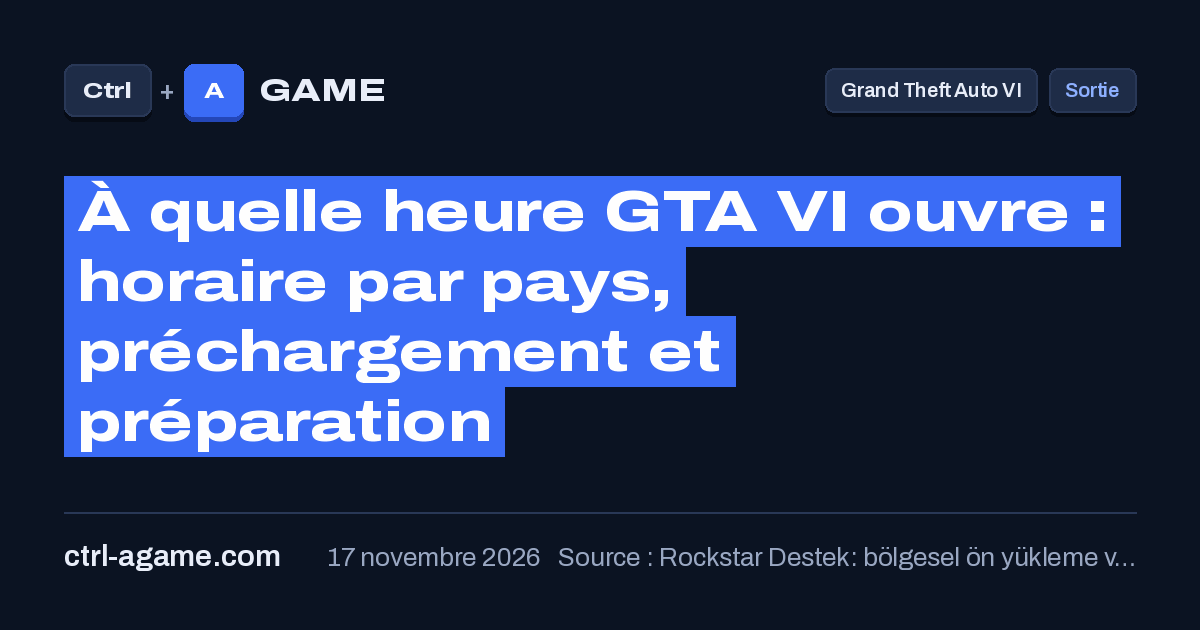 Ctrl + A GAME
Grand Theft Auto VI Sortie
À quelle heure GTA VI ouvre :
horaire par pays,
préchargement et
préparation
ctrl-agame.com 17 novembre 2026 Source : Rockstar Destek: bölgesel ön yükleme v…